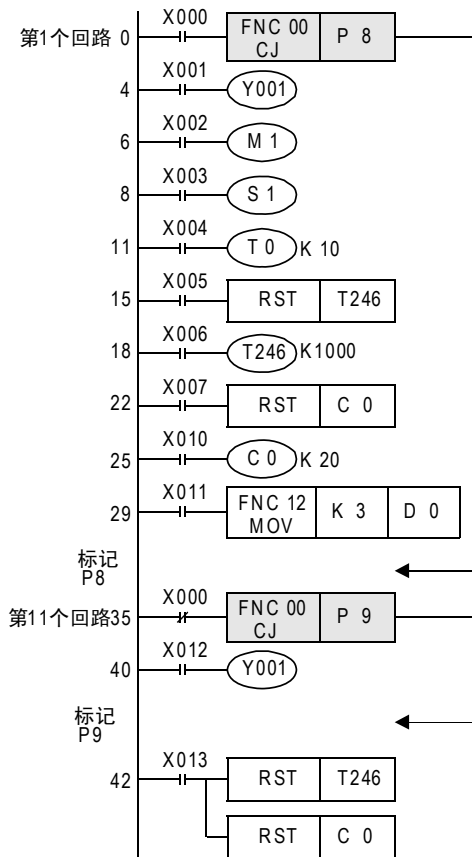 X000
第1个回路 0 FNC 00 CJ P 8
X001
4 Y001
X002
6 M 1
X003
8 S 1
X004
11 T 0 K 10
X005
15 RST T246
X006
18 T246 K1000
X007
22 RST C 0
X010
25 C 0 K 20
X011
29 FNC 12 MOV K 3 D 0
标记
P8
X000
第11个回路35 FNC 00 CJ P 9
X012
40 Y001
标记
P9
X013
42 RST T246
RST C 0